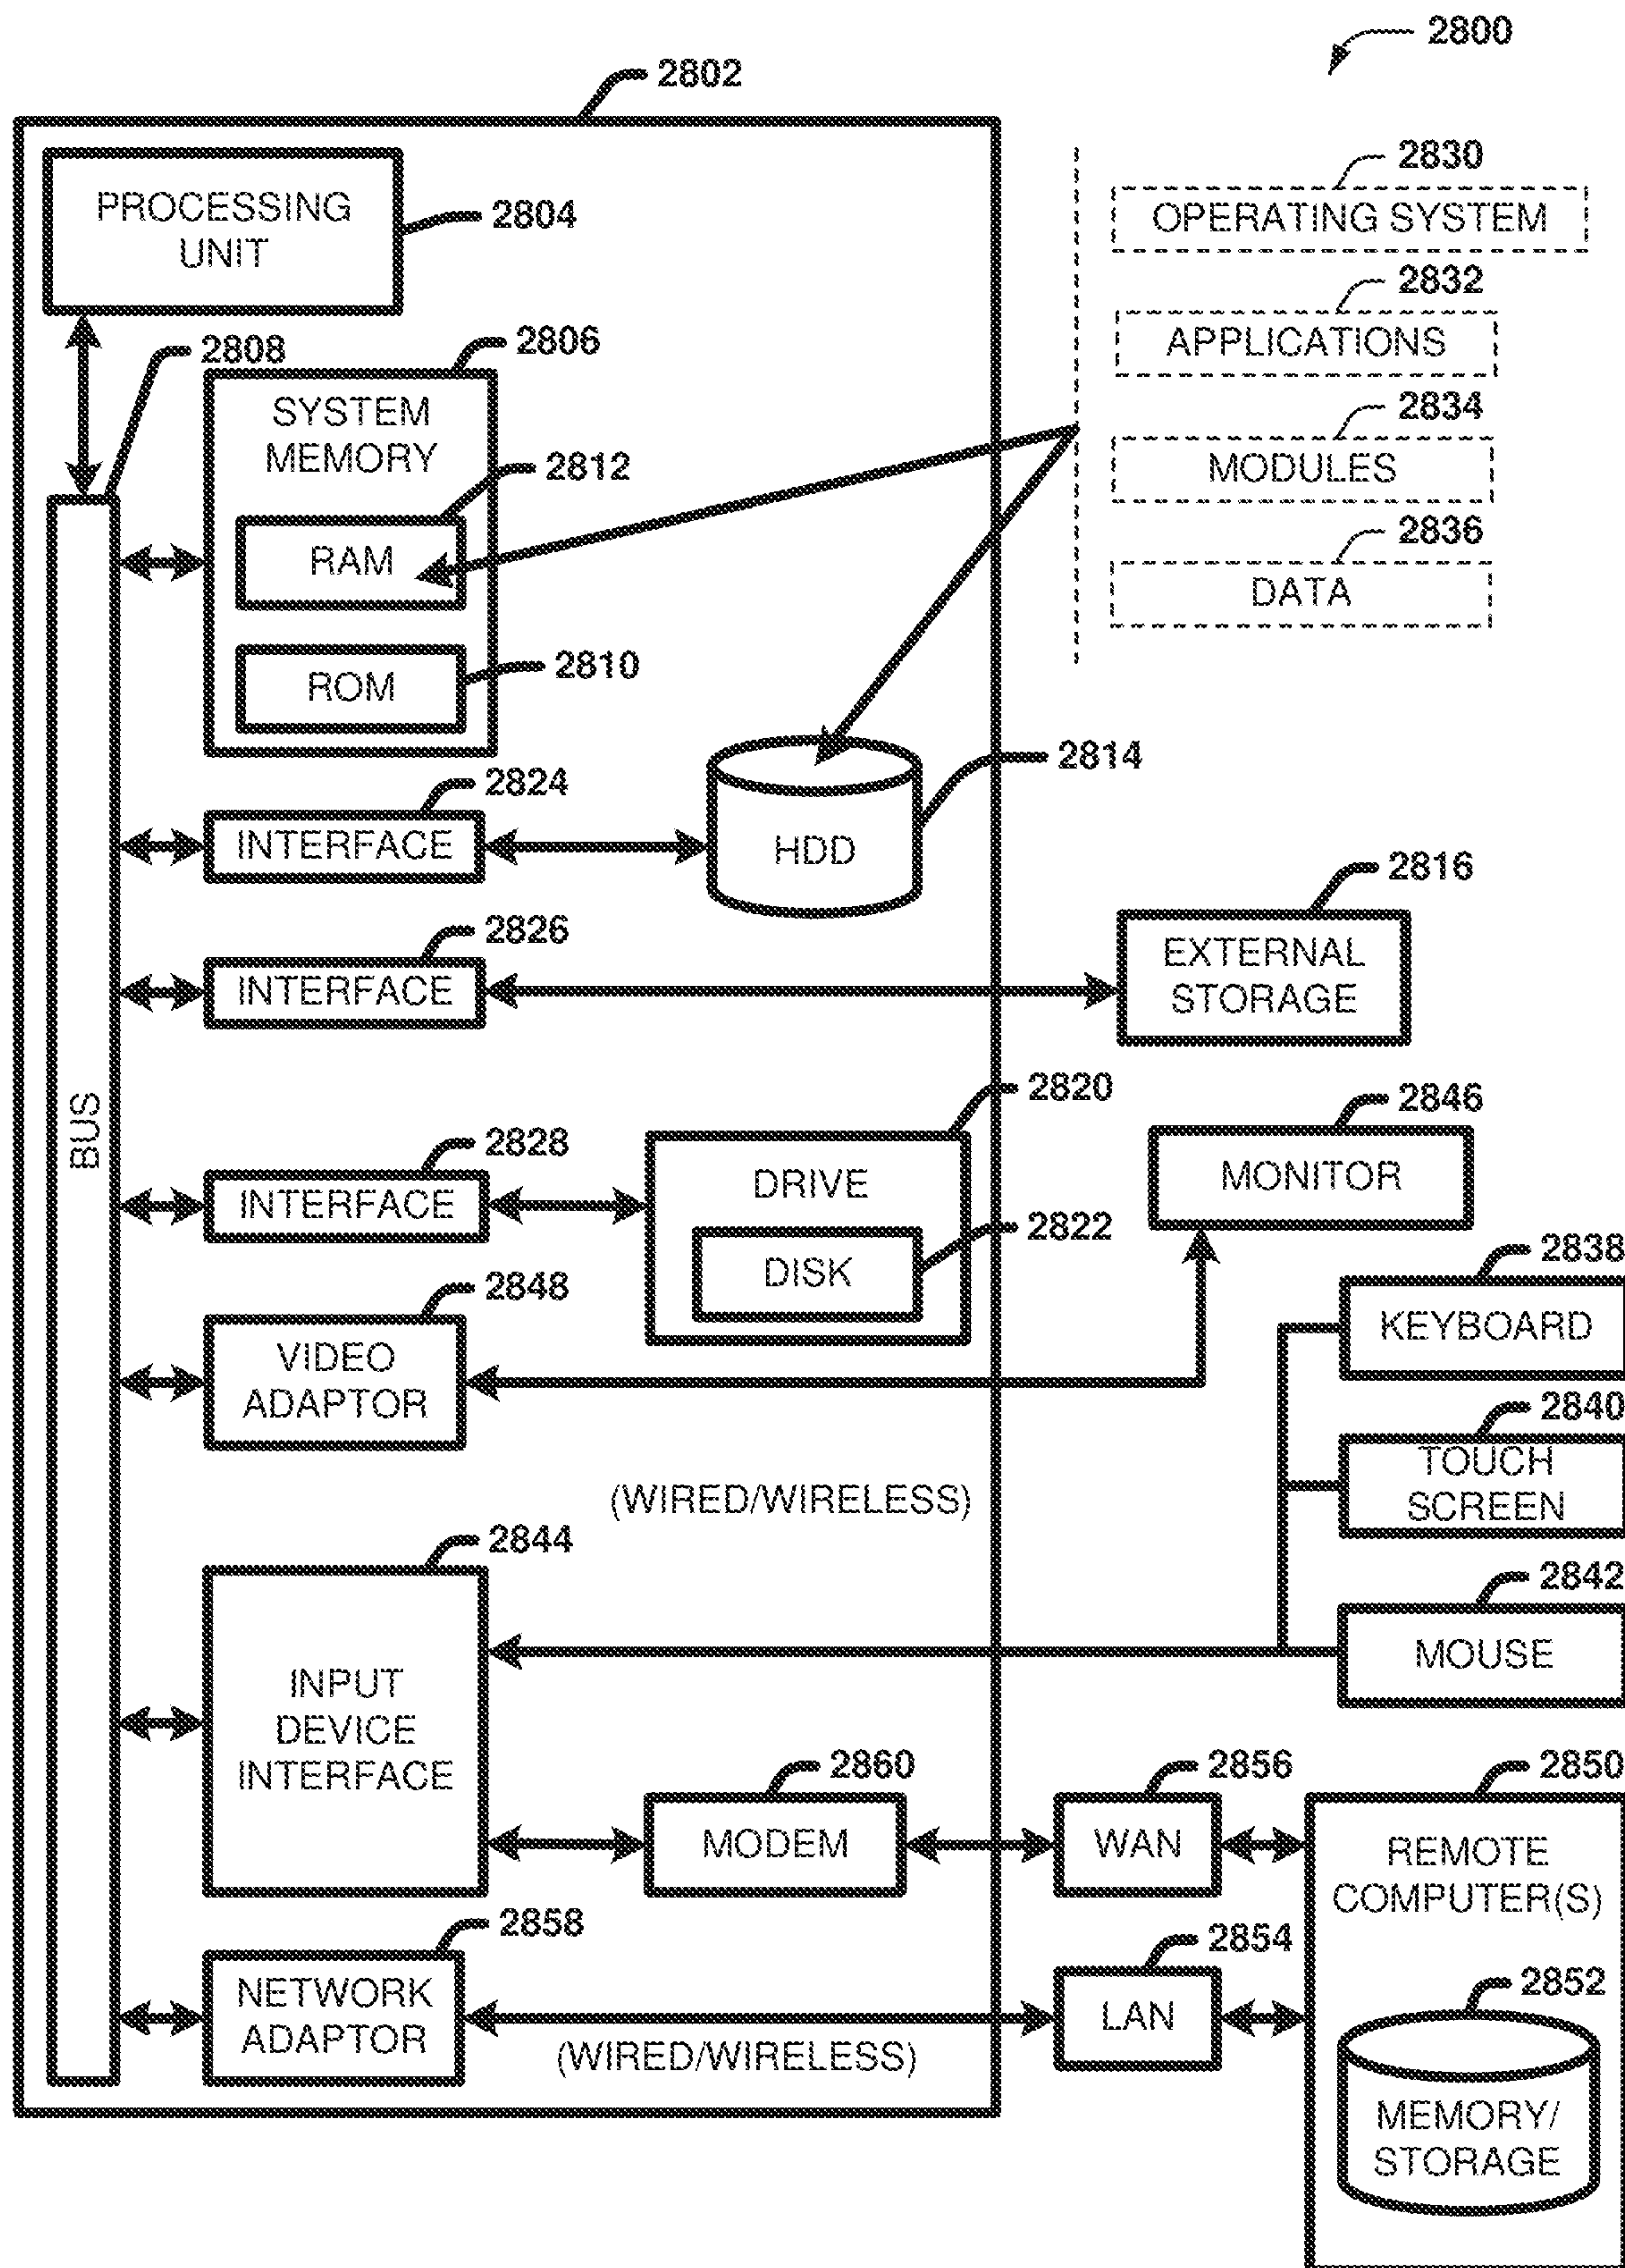 2800
2802
PROCESSING
UNIT
2804
2830
OPERATING SYSTEM
2832
APPLICATIONS
2834
MODULES
2836
DATA
2808
2806
SYSTEM
MEMORY
2812
RAM
2810
ROM
2824
INTERFACE
2814
HDD
2826
INTERFACE
2816
EXTERNAL
STORAGE
BUS
2828
INTERFACE
2820
DRIVE
2822
DISK
2846
MONITOR
2848
VIDEO
ADAPTOR
2838
KEYBOARD
2840
TOUCH
SCREEN
(WIRED/WIRELESS)
2842
MOUSE
2844
INPUT
DEVICE
INTERFACE
2860
MODEM
2856
WAN
2850
REMOTE
COMPUTER(S)
2858
NETWORK
ADAPTOR
(WIRED/WIRELESS)
2854
LAN
2852
MEMORY/
STORAGE